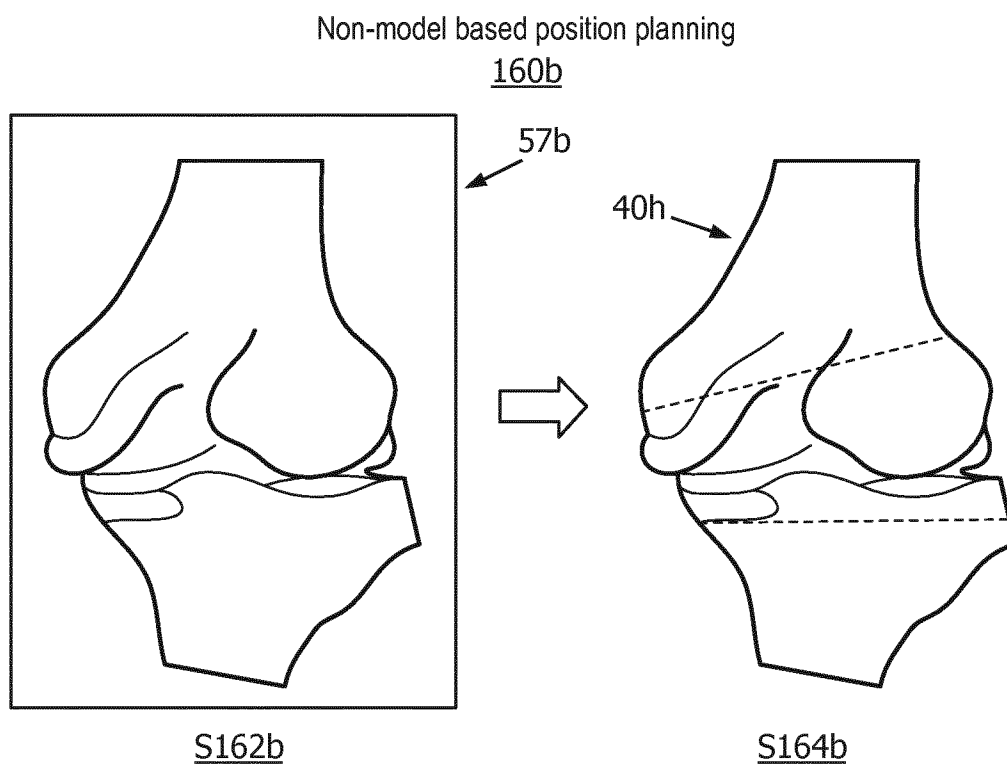 Non-model based position planning
160b
57b
40h
S162b
S164b